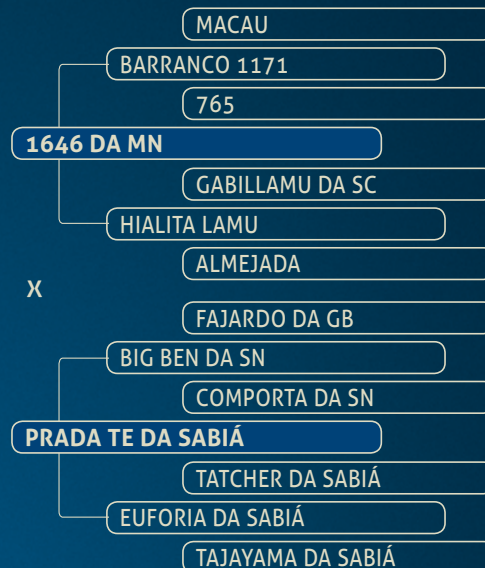 MACAU
BARRANCO 1171
765
1646 DA MN
GABILLAMU DA SC
HIALITA LAMU
ALMEJADA
X
FAJARDO DA GB
BIG BEN DA SN
COMPORTA DA SN
PRADA TE DA SABIÁ
TATCHER DA SABIÁ
EUFORIA DA SABIÁ
TAJAYAMA DA SABIÁ